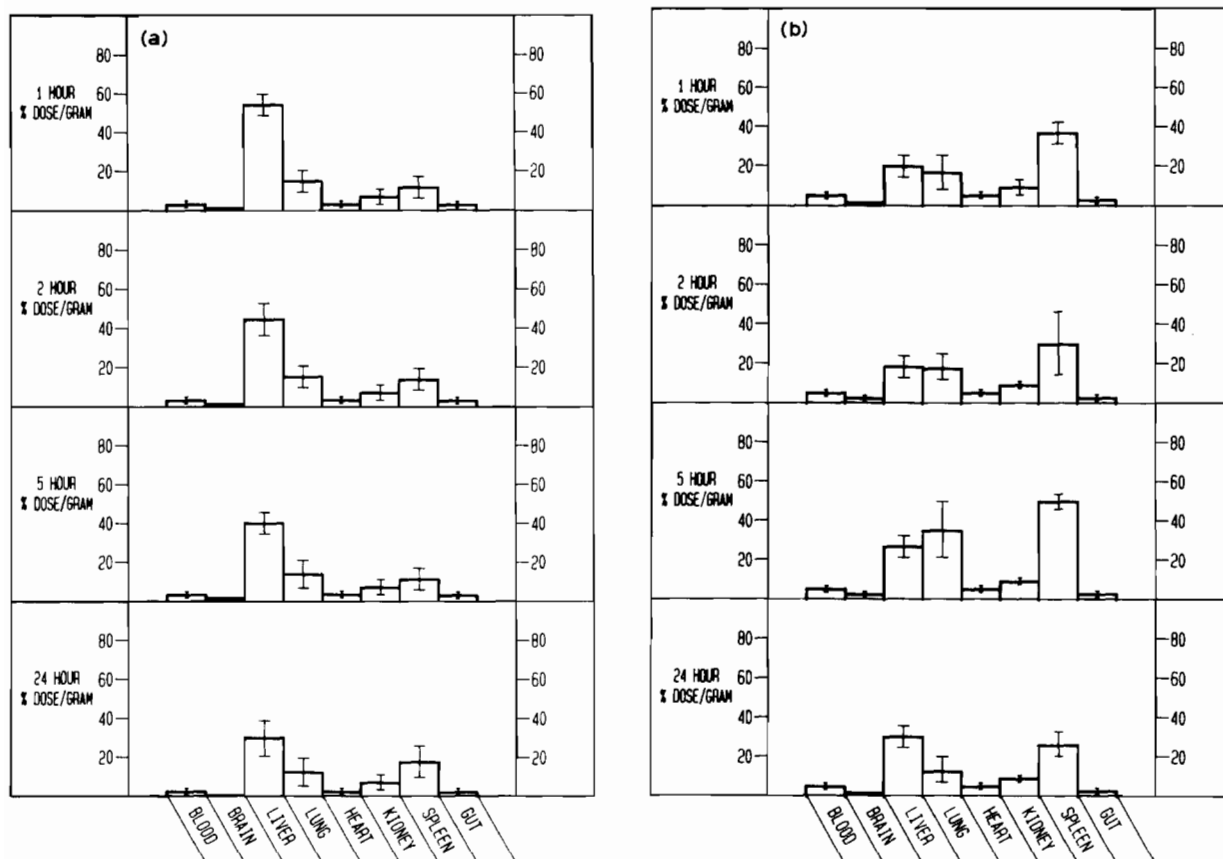 (a)
1 HOUR
% DOSE/GRAM
80
60
40
20
80
60
40
20
2 HOUR
% DOSE/GRAM
80
60
40
20
80
60
40
20
5 HOUR
% DOSE/GRAM
80
60
40
20
80
60
40
20
24 HOUR
% DOSE/GRAM
80
60
40
20
80
60
40
20
BLOOD
BRAIN
LIVER
LUNG
HEART
KIDNEY
SPLEEN
GUT
(b)
1 HOUR
% DOSE/GRAM
80
60
40
20
80
60
40
20
2 HOUR
% DOSE/GRAM
80
60
40
20
80
60
40
20
5 HOUR
% DOSE/GRAM
80
60
40
20
80
60
40
20
24 HOUR
% DOSE/GRAM
80
60
40
20
80
60
40
20
BLOOD
BRAIN
LIVER
LUNG
HEART
KIDNEY
SPLEEN
GUT